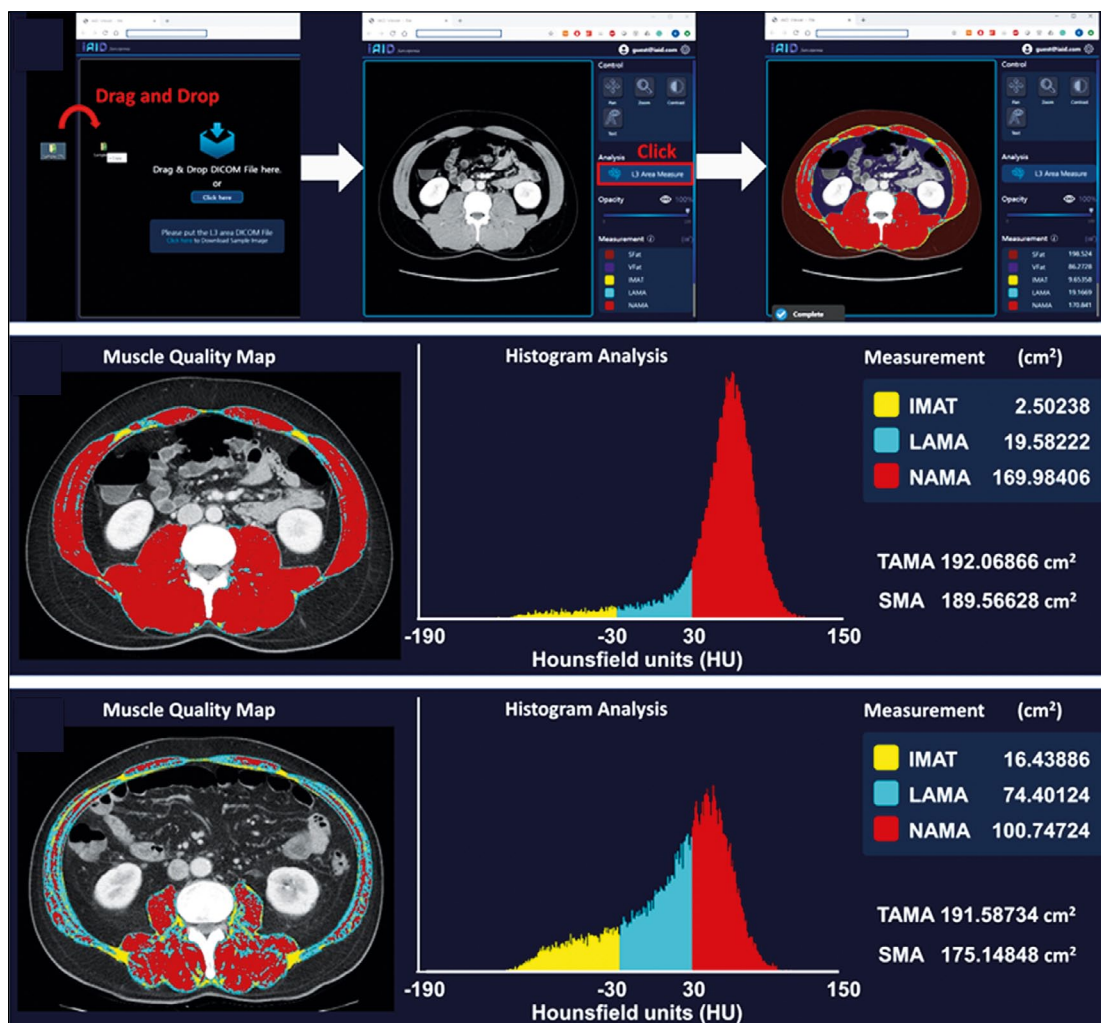 iAID
Drag and Drop
Drag & Drop DICOM File here.
or
Click here
Please put the L3 area DICOM File
Click here to Download Sample Image
guest@iaid.com
Control
Pan
Zoom
Contrast
Text
Analysis
Click
L3 Area Measure
Opacity
100%
Measurement
SFat
VFat
IMAT
LAMA
NAMA
guest@iaid.com
Control
Pan
Zoom
Contrast
Text
Analysis
L3 Area Measure
Opacity
100%
Measurement
SFat 198.524
VFat 86.2728
IMAT 9.65358
LAMA 19.1669
NAMA 170.841
Complete
Muscle Quality Map
Histogram Analysis
Measurement (cm²)
IMAT 2.50238
LAMA 19.58222
NAMA 169.98406
TAMA 192.06866 cm²
SMA 189.56628 cm²
-190 -30 30 150
Hounsfield units (HU)
Muscle Quality Map
Histogram Analysis
Measurement (cm²)
IMAT 16.43886
LAMA 74.40124
NAMA 100.74724
TAMA 191.58734 cm²
SMA 175.14848 cm²
-190 -30 30 150
Hounsfield units (HU)